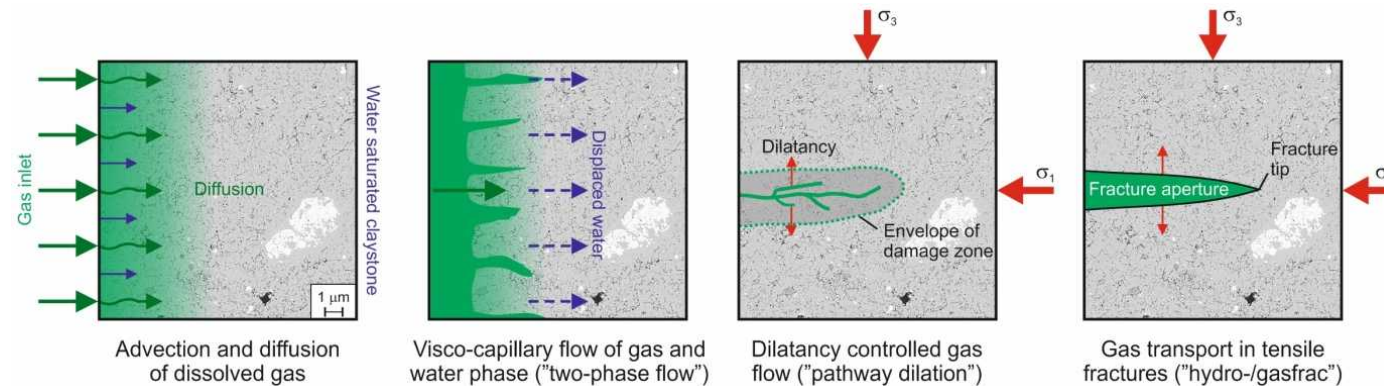 Gas inlet
Diffusion
Water saturated claystone
1 μm
Advection and diffusion
of dissolved gas
Displaced water
Visco-capillary flow of gas and
water phase ("two-phase flow")
σ3
Dilatancy
σ1
Envelope of
damage zone
Dilatancy controlled gas
flow ("pathway dilation")
σ3
Fracture
tip
Fracture aperture
σ
Gas transport in tensile
fractures ("hydro-/gasfrac")